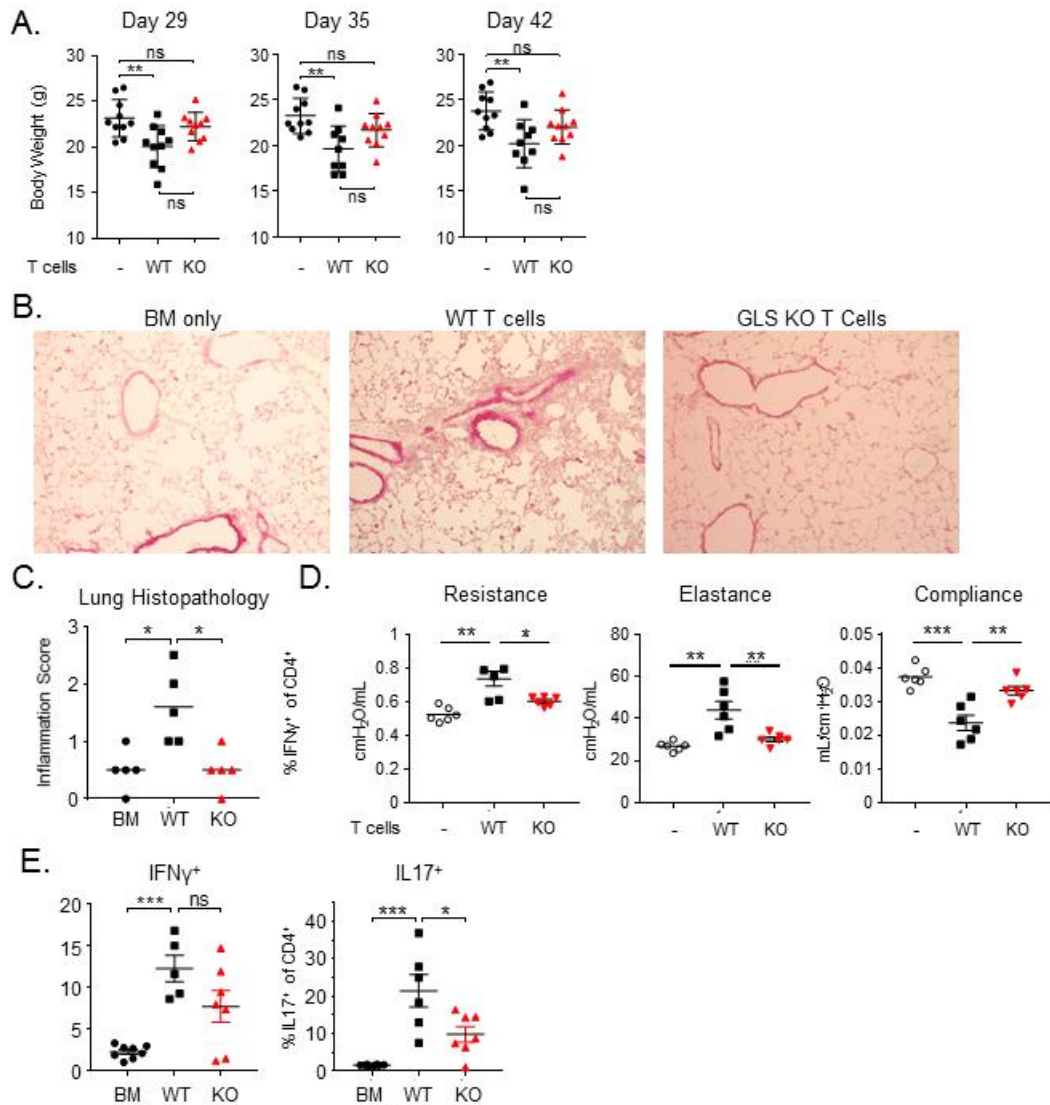 A.
Day 29
Day 35
Day 42
Body Weight (g)
30
25
20
15
10
ns
**
ns
30
25
20
15
10
ns
**
ns
30
25
20
15
10
ns
**
ns
T cells
- WT KO
- WT KO
- WT KO
B.
BM only
WT T cells
GLS KO T Cells
C.
Lung Histopathology
Inflammation Score
3
2
1
0
* *
BM WT KO
D.
% IFNγ⁺ of CD4⁺
Resistance
cmH₂O/mL
1
0.8
0.6
0.4
0.2
0
** *
T cells
- WT KO
Elastance
cmH₂O/mL
80
60
40
20
0
** **
- WT KO
Compliance
mL/cm·H₂O
0.05
0.04
0.03
0.02
0.01
0
*** **
- WT KO
E.
IFNγ⁺
20
15
10
5
0
*** ns
BM WT KO
IL17⁺
% IL17⁺ of CD4⁺
40
30
20
10
0
*** *
BM WT KO